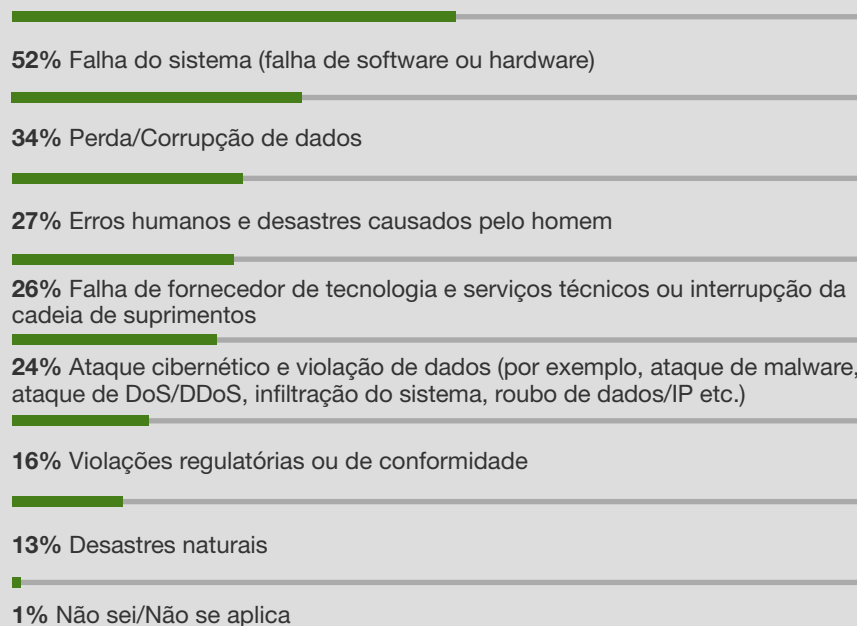 52% Falha do sistema (falha de software ou hardware)
34% Perda/Corrupção de dados
27% Erros humanos e desastres causados pelo homem
26% Falha de fornecedor de tecnologia e serviços técnicos ou interrupção da
cadeia de suprimentos
24% Ataque cibernético e violação de dados (por exemplo, ataque de malware,
ataque de DoS/DDoS, infiltração do sistema, roubo de dados/IP etc.)
16% Violações regulatórias ou de conformidade
13% Desastres naturais
1% Não sei/Não se aplica